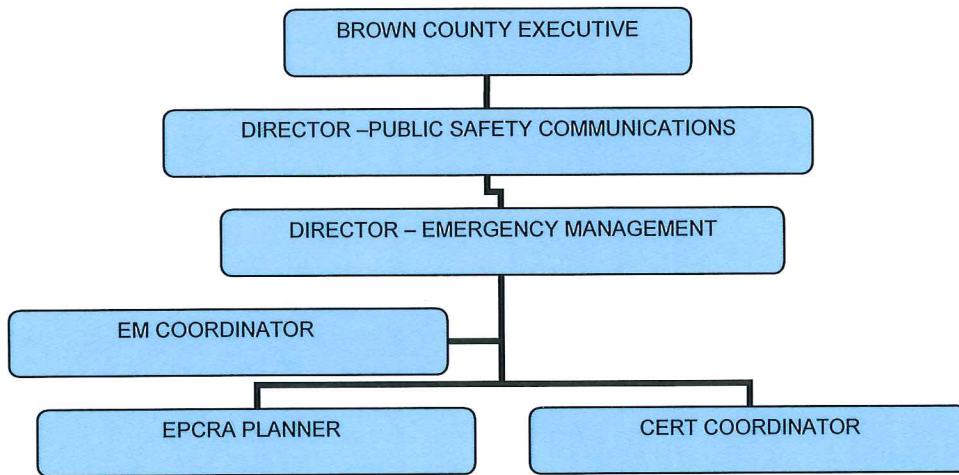 BROWN COUNTY EXECUTIVE
DIRECTOR –PUBLIC SAFETY COMMUNICATIONS
DIRECTOR – EMERGENCY MANAGEMENT
EM COORDINATOR
EPCRA PLANNER
CERT COORDINATOR